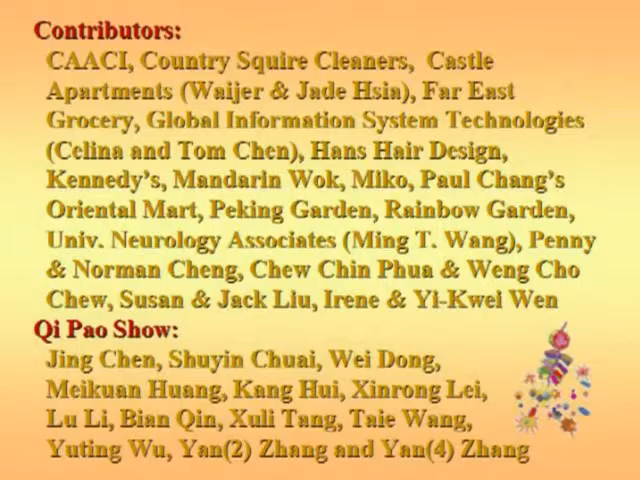 Contributors:
CAACI, Country Squire Cleaners, Castle
Apartments (Waijer & Jade Hsia), Far East
Grocery, Global Information System Technologies
(Celina and Tom Chen), Hans Hair Design,
Kennedy's, Mandarin Wok, Miko, Paul Chang's
Oriental Mart, Peking Garden, Rainbow Garden,
Univ. Neurology Associates (Ming T. Wang), Penny
& Norman Cheng, Chew Chin Phua & Weng Cho
Chew, Susan & Jack Liu, Irene & Yi-Kwei Wen
Qi Pao Show:
Jing Chen, Shuyin Chuai, Wei Dong,
Meikuan Huang, Kang Hui, Xinrong Lei,
Lu Li, Bian Qin, Xuli Tang, Taie Wang,
Yuting Wu, Yan(2) Zhang and Yan(4) Zhang